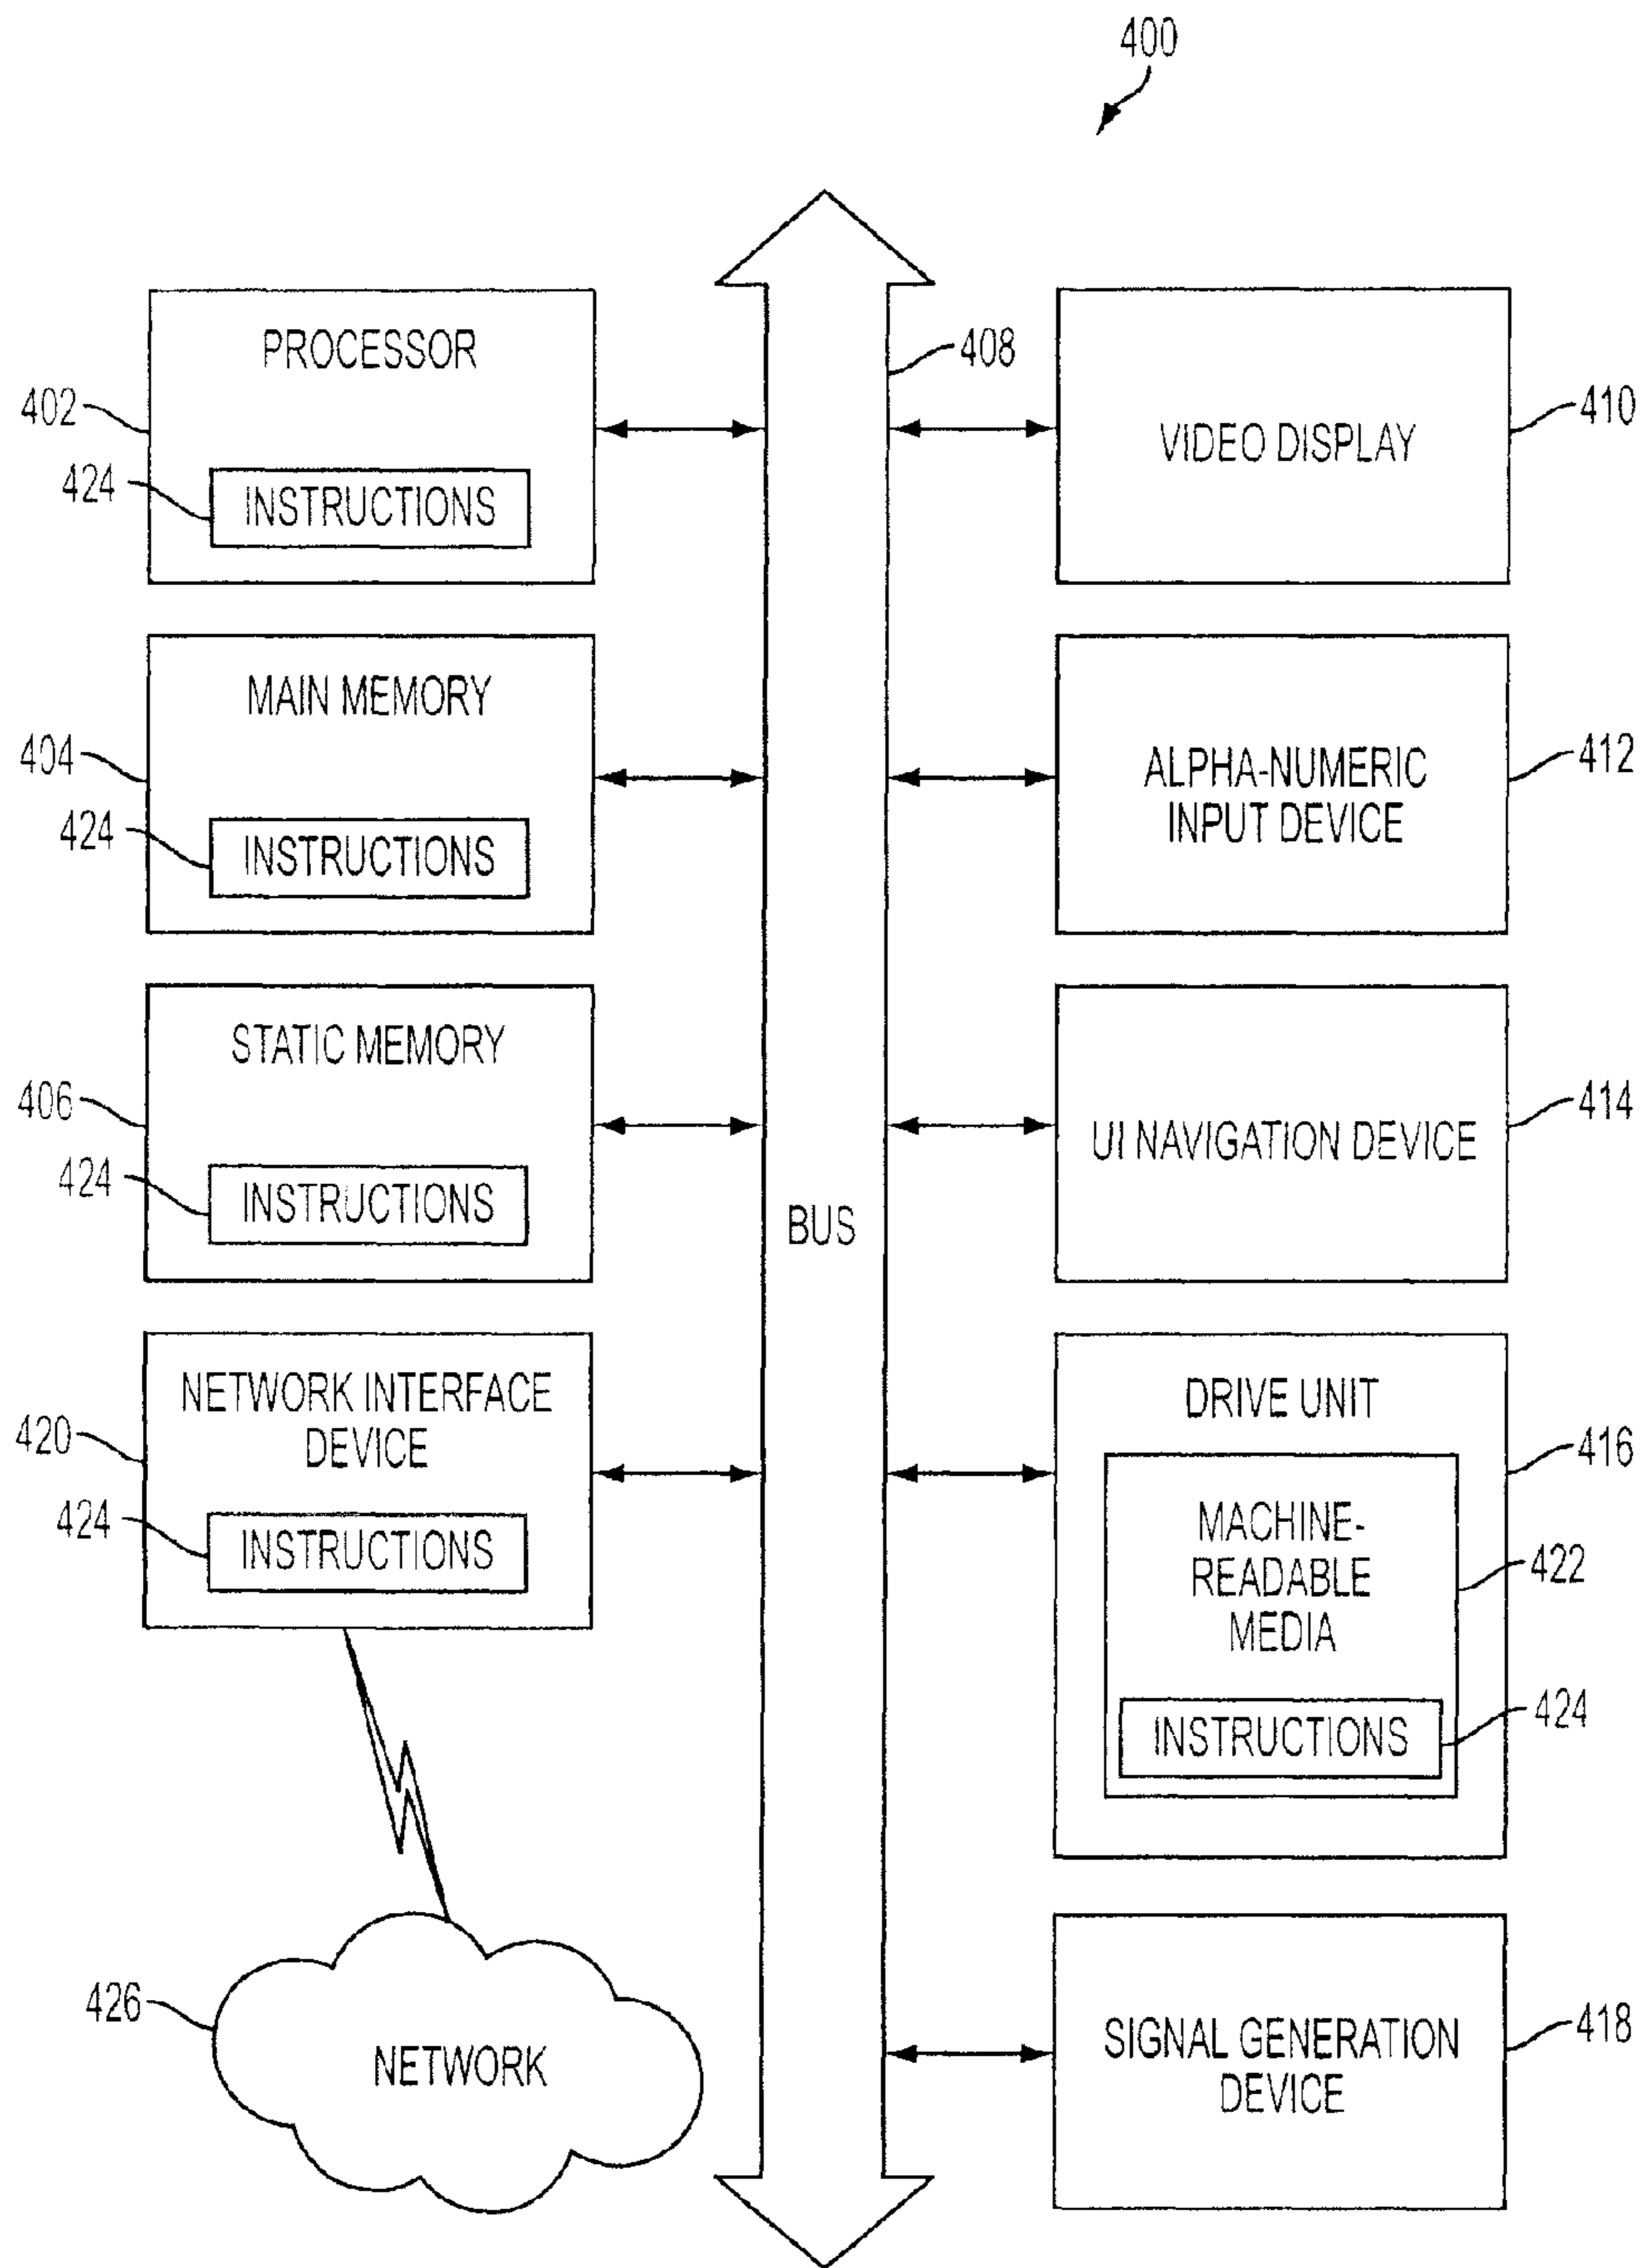 400
PROCESSOR
402
424
INSTRUCTIONS
MAIN MEMORY
404
424
INSTRUCTIONS
STATIC MEMORY
406
424
INSTRUCTIONS
NETWORK INTERFACE
DEVICE
420
424
INSTRUCTIONS
426
NETWORK
BUS
408
VIDEO DISPLAY
410
ALPHA-NUMERIC
INPUT DEVICE
412
UI NAVIGATION DEVICE
414
DRIVE UNIT
416
MACHINE-
READABLE
MEDIA
422
INSTRUCTIONS
424
SIGNAL GENERATION
DEVICE
418